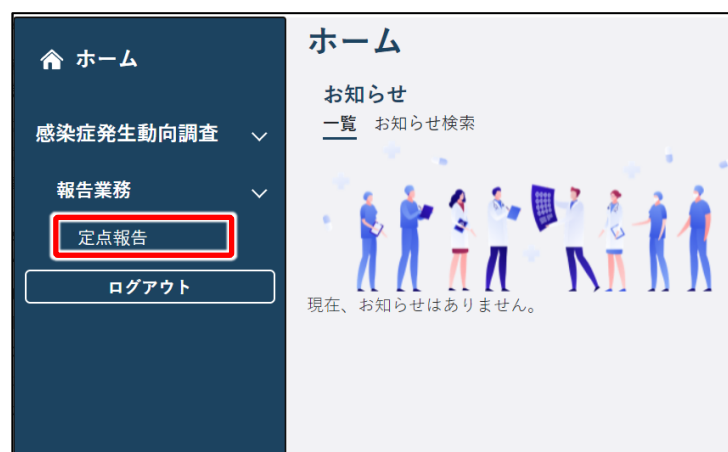 ホーム
感染症発生動向調査
報告業務
定点報告
ログアウト
ホーム
お知らせ
一覧 お知らせ検索
現在、お知らせはありません。